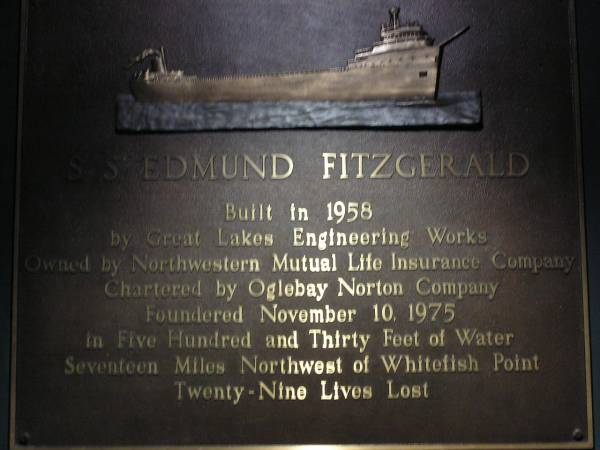 S.S. EDMUND FITZGERALD
Built in 1958
by Great Lakes Engineering Works
Owned by Northwestern Mutual Life Insurance Company
Chartered by Oglebay Norton Company
Foundered November 10, 1975
in Five Hundred and Thirty Feet of Water
Seventeen Miles Northwest of Whitefish Point
Twenty-Nine Lives Lost